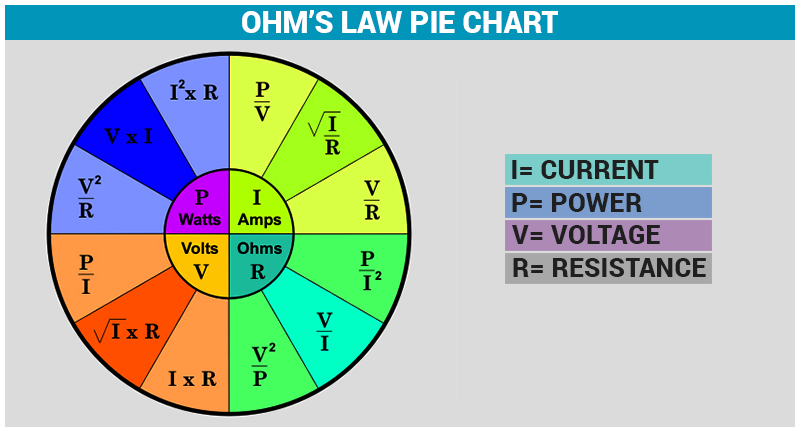 OHM'S LAW PIE CHART
I²x R
P/V
V x I
√I/R
V²/R
V/R
P
Watts
I
Amps
Volts
V
Ohms
R
P/I
P/I²
√I x R
V/I
I x R
V²/P
I= CURRENT
P= POWER
V= VOLTAGE
R= RESISTANCE